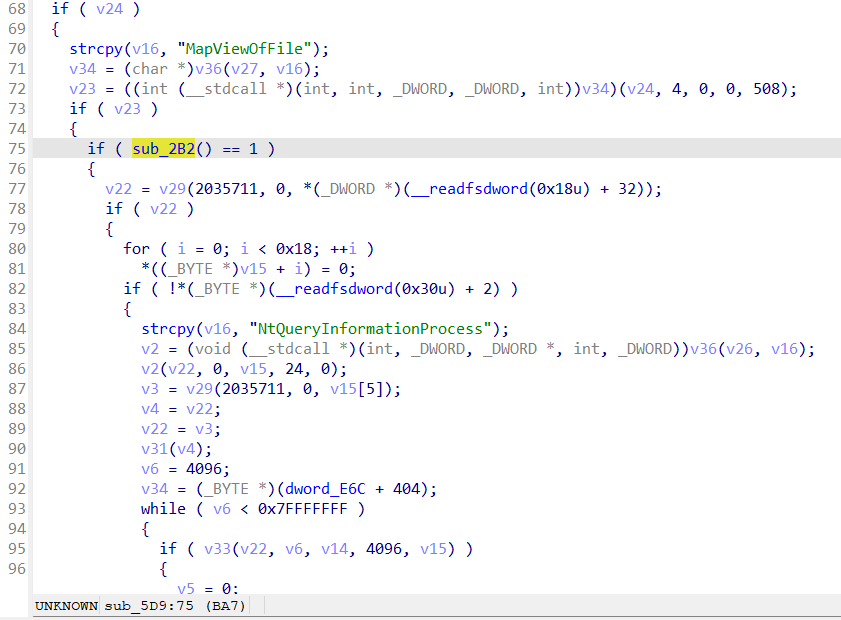 68 if ( v24 )
69 {
70 strcpy(v16, "MapViewOfFile");
71 v34 = (char *)v36(v27, v16);
72 v23 = ((int (__stdcall *)(int, int, _DWORD, _DWORD, int))v34)(v24, 4, 0, 0, 508);
73 if ( v23 )
74 {
75 if ( sub_2B2() == 1 )
76 {
77 v22 = v29(2035711, 0, *(_DWORD *)(__readfsdword(0x18u) + 32));
78 if ( v22 )
79 {
80 for ( i = 0; i < 0x18; ++i )
81 *((_BYTE *)v15 + i) = 0;
82 if ( !*(_BYTE *)(__readfsdword(0x30u) + 2) )
83 {
84 strcpy(v16, "NtQueryInformationProcess");
85 v2 = (void (__stdcall *)(int, _DWORD, _DWORD *, int, _DWORD))v36(v26, v16);
86 v2(v22, 0, v15, 24, 0);
87 v3 = v29(2035711, 0, v15[5]);
88 v4 = v22;
89 v22 = v3;
90 v31(v4);
91 v6 = 4096;
92 v34 = (_BYTE *)(dword_E6C + 404);
93 while ( v6 < 0x7FFFFFFF )
94 {
95 if ( v33(v22, v6, v14, 4096, v15) )
96 {
v5 = 0;
UNKNOWN sub_5D9:75 (BA7)